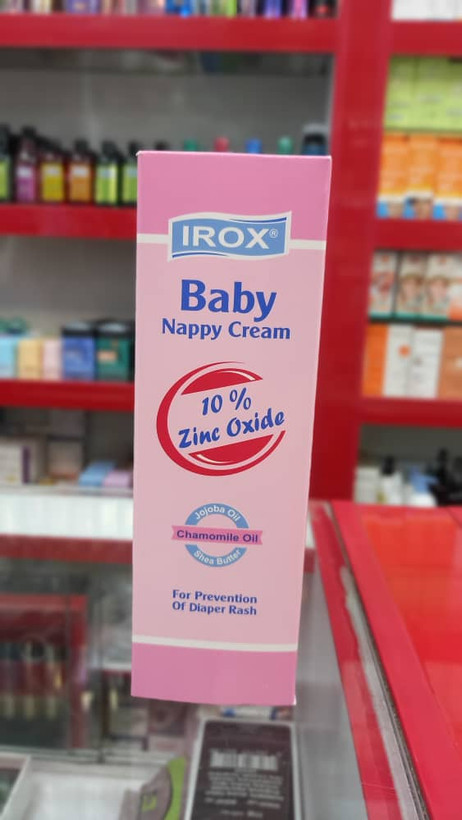 IROX®
Baby
Nappy Cream
10 %
Zinc Oxide
Jojoba Oil
Chamomile Oil
Shea Butter
For Prevention
Of Diaper Rash